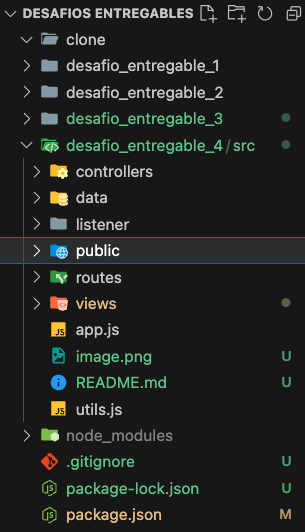 DESAFIOS ENTREGABLES
clone
desafio_entregable_1
desafio_entregable_2
desafio_entregable_3
desafio_entregable_4/src
controllers
data
listener
public
routes
views
JS app.js
image.png U
README.md U
JS utils.js
node_modules
.gitignore U
JS package-lock.json U
JS package.json M